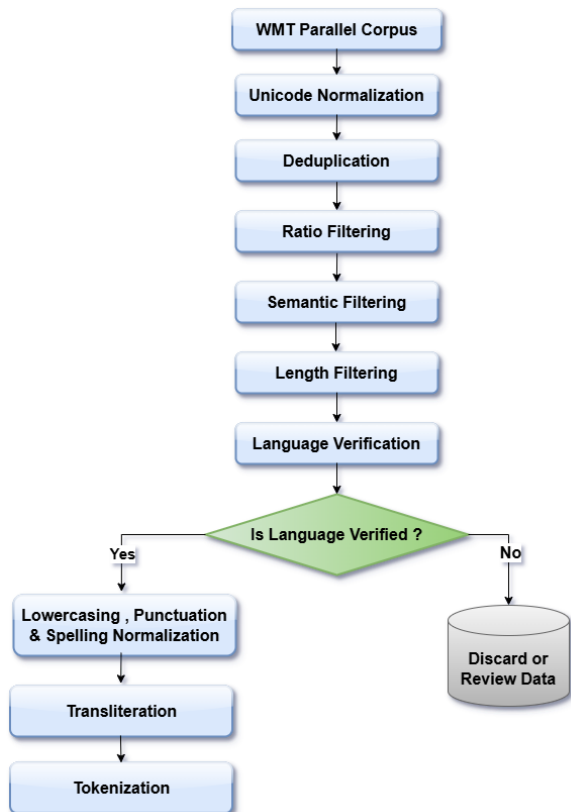 WMT Parallel Corpus
Unicode Normalization
Deduplication
Ratio Filtering
Semantic Filtering
Length Filtering
Language Verification
Is Language Verified ?
Yes
No
Lowercasing , Punctuation
& Spelling Normalization
Discard or
Review Data
Transliteration
Tokenization